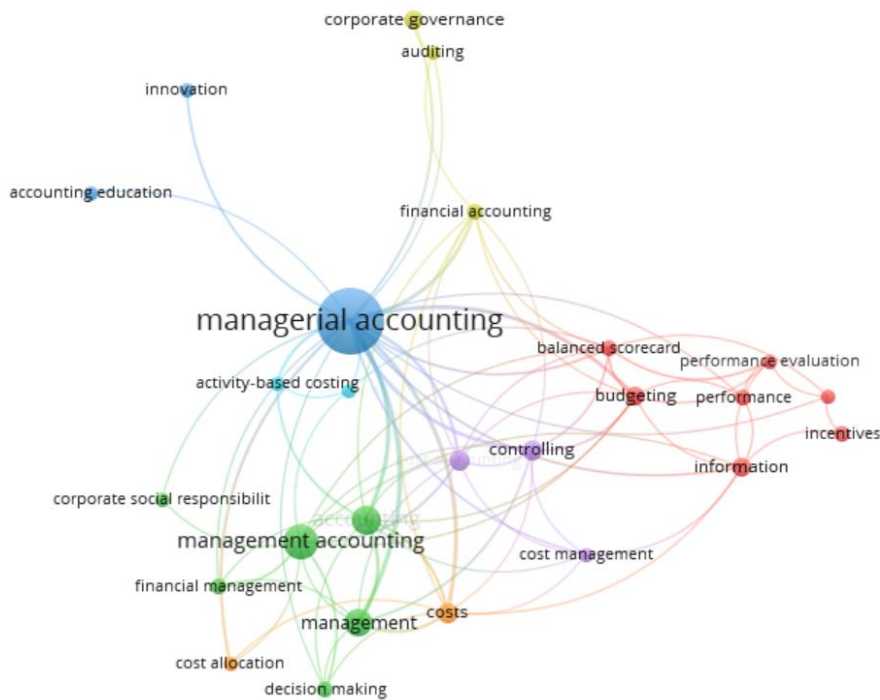 corporate governance
auditing
innovation
accounting education
financial accounting
managerial accounting
balanced scorecard
performance evaluation
activity-based costing
budgeting
performance
incentives
controlling
information
corporate social responsibilit
accounting
management accounting
cost management
financial management
costs
management
cost allocation
decision making